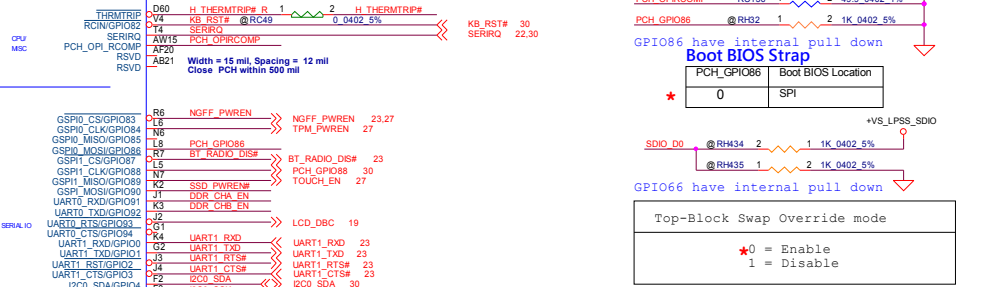 THRMTRIP D60 H_THERMTRIP#_R 1 2 H_THERMTRIP#
RCIN/GPIO82 V4 KB_RST# @RC49 0_0402_5% KB_RST# 30
SERIRQ T4 SERIRQ SERIRQ 22,30
PCH_OPI_RCOMP AW15 PCH_OPIRCOMP
RSVD AF20
RSVD AB21
CPU/
MISC
Width = 15 mil, Spacing = 12 mil
Close PCH within 500 mil
GSPI0_CS/GPIO83 R6 NGFF_PWREN NGFF_PWREN 23,27
GSPI0_CLK/GPIO84 L6 TPM_PWREN 27
GSPI0_MISO/GPIO85 N6
GSPI0_MOSI/GPIO86 L8 PCH_GPIO86
GSPI1_CS/GPIO87 R7 BT_RADIO_DIS# BT_RADIO_DIS# 23
GSPI1_CLK/GPIO88 L5 PCH_GPIO88 30
GSPI1_MISO/GPIO89 N7 TOUCH_EN 27
GSPI_MOSI/GPIO90 K2 SSD_PWREN#
UART0_RXD/GPIO91 J1 DDR_CHA_EN
UART0_TXD/GPIO92 K3 DDR_CHB_EN
UART0_RTS/GPIO93 J2 LCD_DBC 19
UART0_CTS/GPIO94 G1
UART1_RXD/GPIO0 K4 UART1_RXD UART1_RXD 23
UART1_TXD/GPIO1 G2 UART1_TXD UART1_TXD 23
UART1_RST/GPIO2 J3 UART1_RTS# UART1_RTS# 23
UART1_CTS/GPIO3 J4 UART1_CTS# UART1_CTS# 23
I2C0_SDA/GPIO4 F2 I2C0_SDA I2C0_SDA 30
SERIAL IO
PCH_GPIO86 @RH32 1 2 1K_0402_5%
GPIO86 have internal pull down
Boot BIOS Strap
PCH_GPIO86 Boot BIOS Location
* 0 SPI
+VS_LPSS_SDIO
SDIO_D0 @RH434 2 1 1K_0402_5%
@RH435 1 2 1K_0402_5%
GPIO66 have internal pull down
Top-Block Swap Override mode
*0 = Enable
1 = Disable